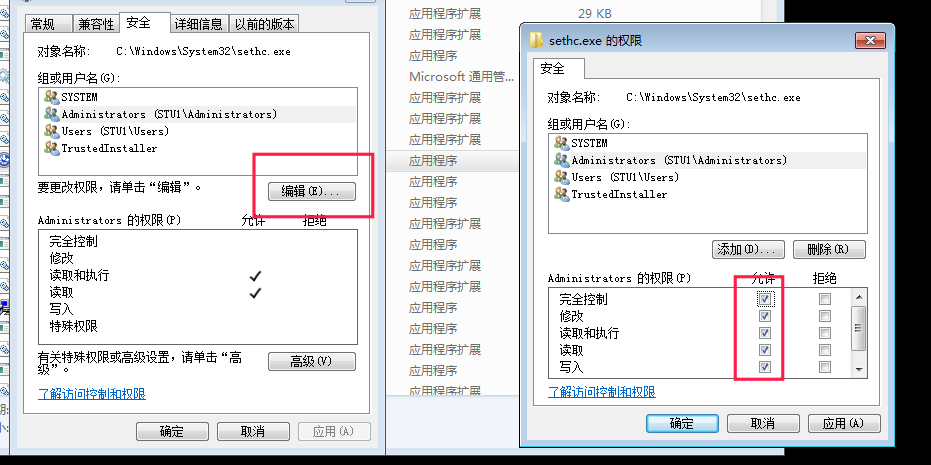 常规 兼容性 安全 详细信息 以前的版本
对象名称: C:\Windows\System32\sethc.exe
组或用户名(G):
SYSTEM
Administrators (STU1\Administrators)
Users (STU1\Users)
TrustedInstaller
要更改权限,请单击“编辑”。
编辑(E)...
Administrators 的权限(P) 允许 拒绝
完全控制
修改
读取和执行
读取
写入
特殊权限
有关特殊权限或高级设置,请单击“高
级”。
高级(V)
了解访问控制和权限
确定 取消 应用(A)
应用程序扩展 29 KB
应用程序扩展
应用程序
Microsoft 通用管...
应用程序扩展
应用程序扩展
应用程序扩展
应用程序
应用程序
应用程序
应用程序扩展
应用程序
应用程序扩展
应用程序扩展
应用程序扩展
应用程序
应用程序扩展
应用程序扩展
应用程序扩展
sethc.exe 的权限
安全
对象名称: C:\Windows\System32\sethc.exe
组或用户名(G):
SYSTEM
Administrators (STU1\Administrators)
Users (STU1\Users)
TrustedInstaller
添加(D)... 删除(R)
Administrators 的权限(P) 允许 拒绝
完全控制
修改
读取和执行
读取
写入
了解访问控制和权限
确定 取消 应用(A)